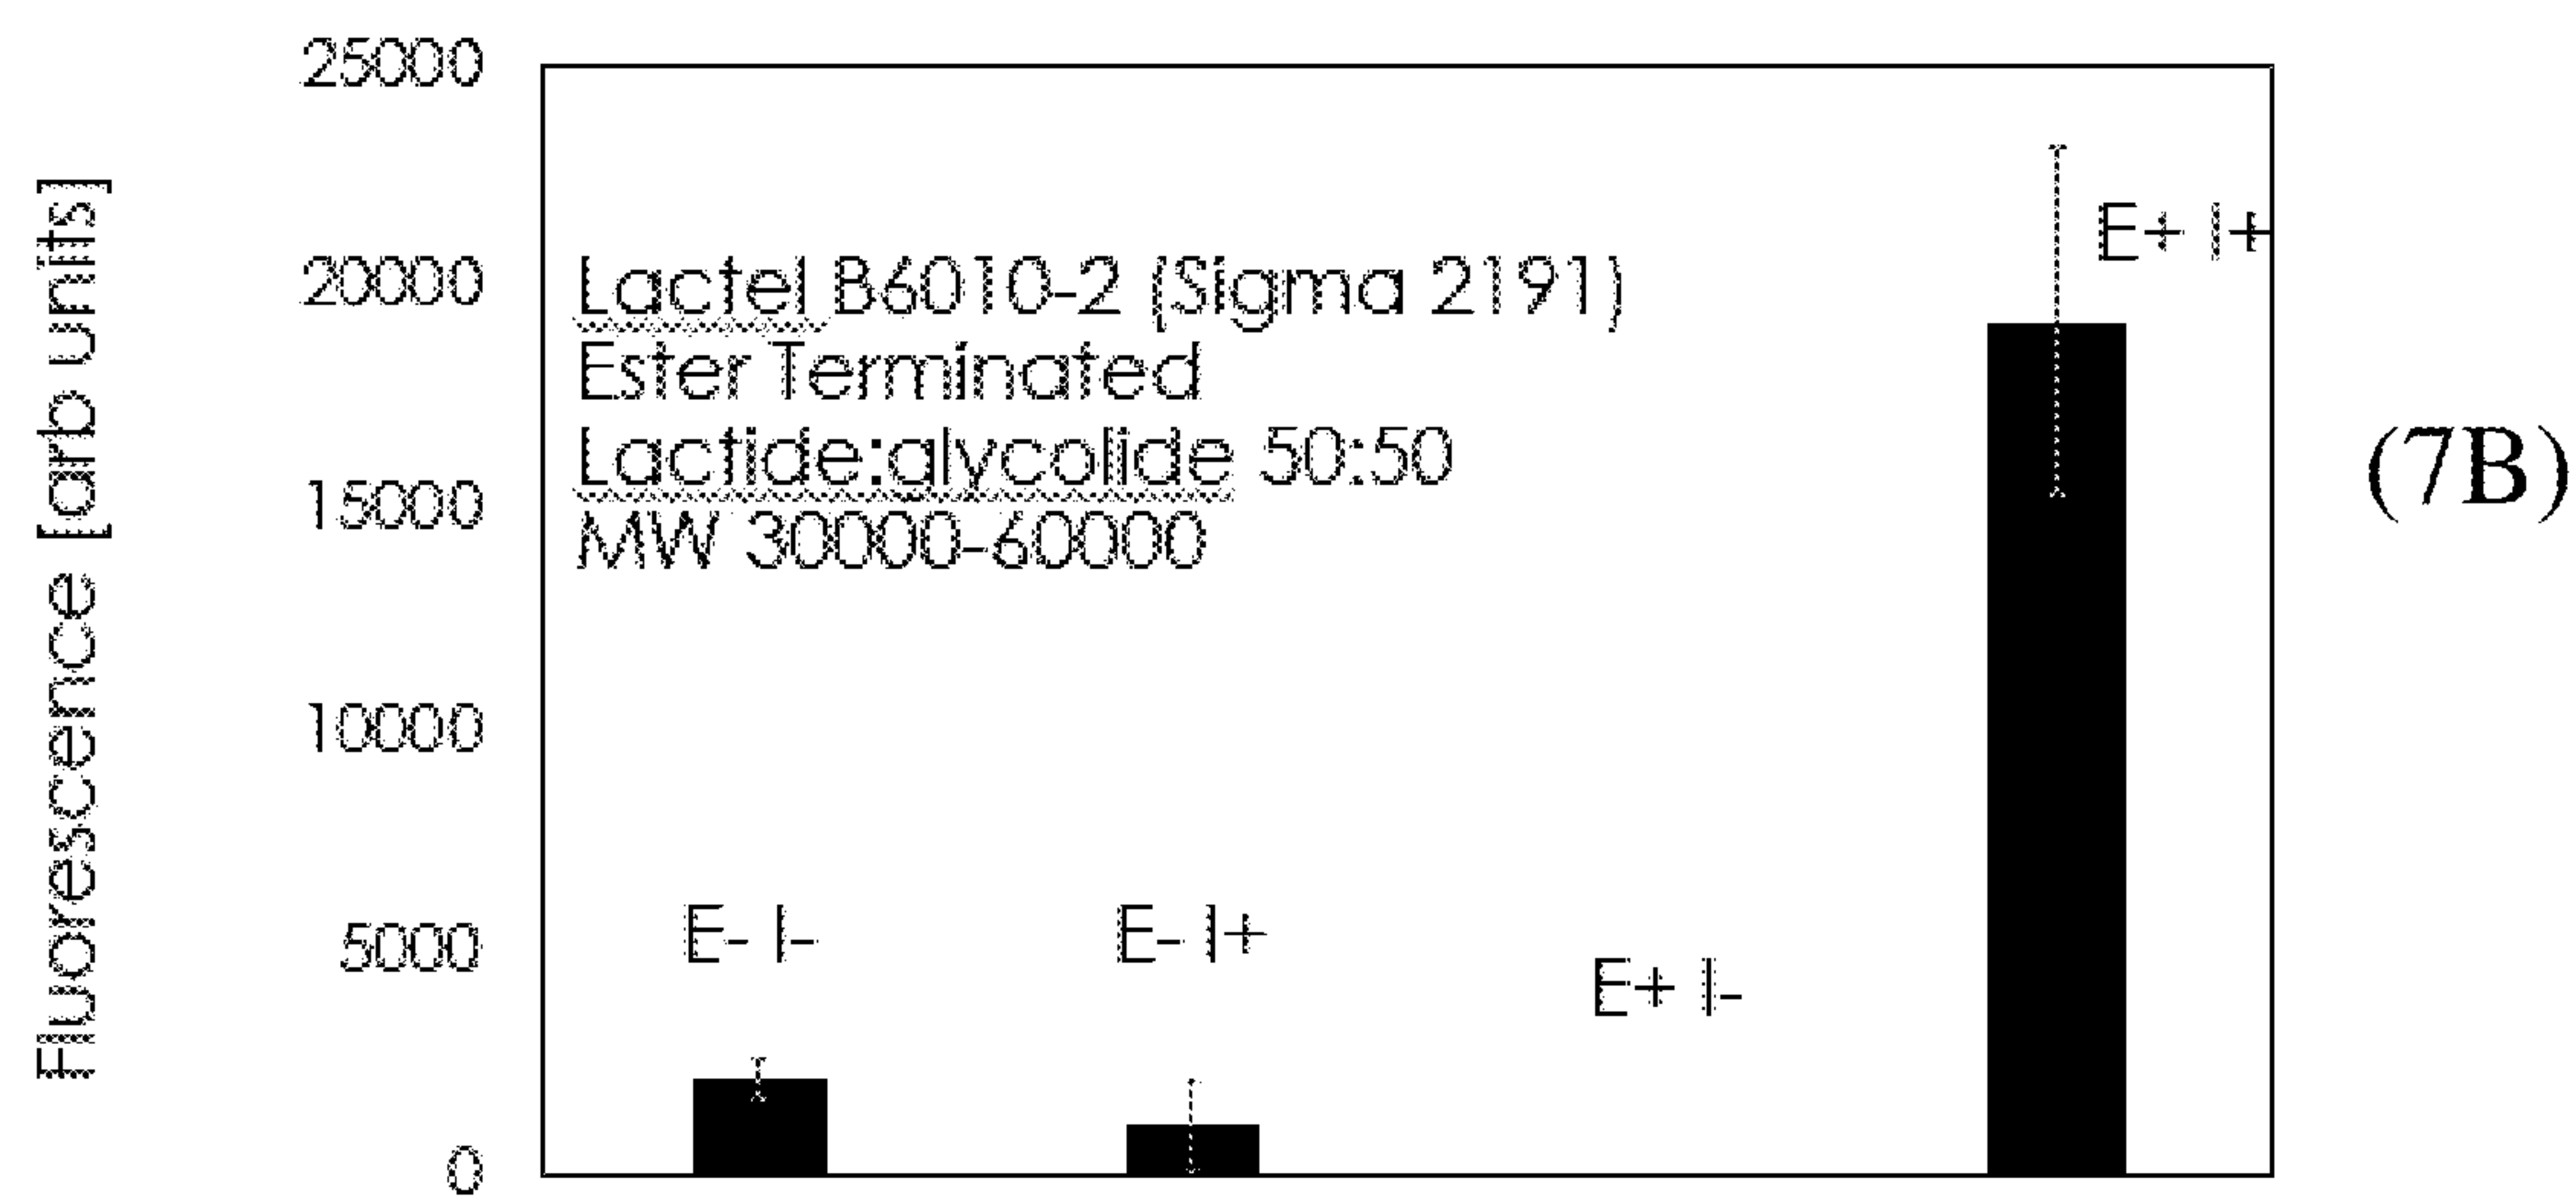 Fluorescence [arb units]
25000
20000
15000
10000
5000
0
Lactel B6010-2 (Sigma 2191)
Ester Terminated
Lactide:glycolide 50:50
MW 30000-60000
E- I-
E- I+
E+ I-
E+ I+
(7B)